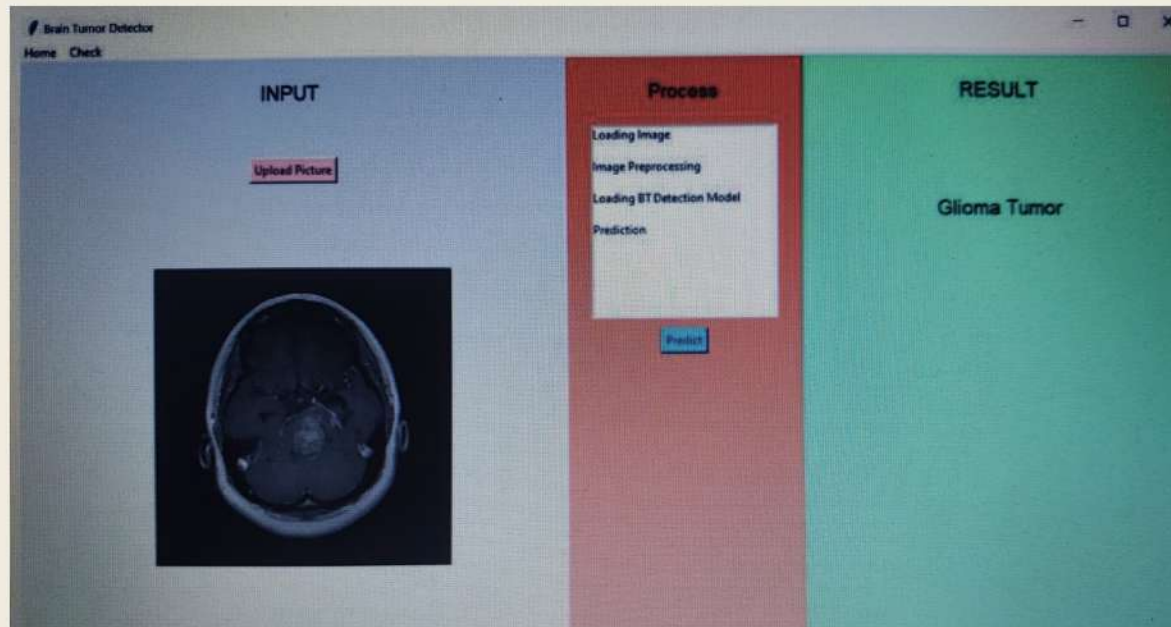 Brain Tumor Detector
Home Check
INPUT
Upload Picture
Process
Loading Image
Image Preprocessing
Loading BT Detection Model
Prediction
Predict
RESULT
Glioma Tumor